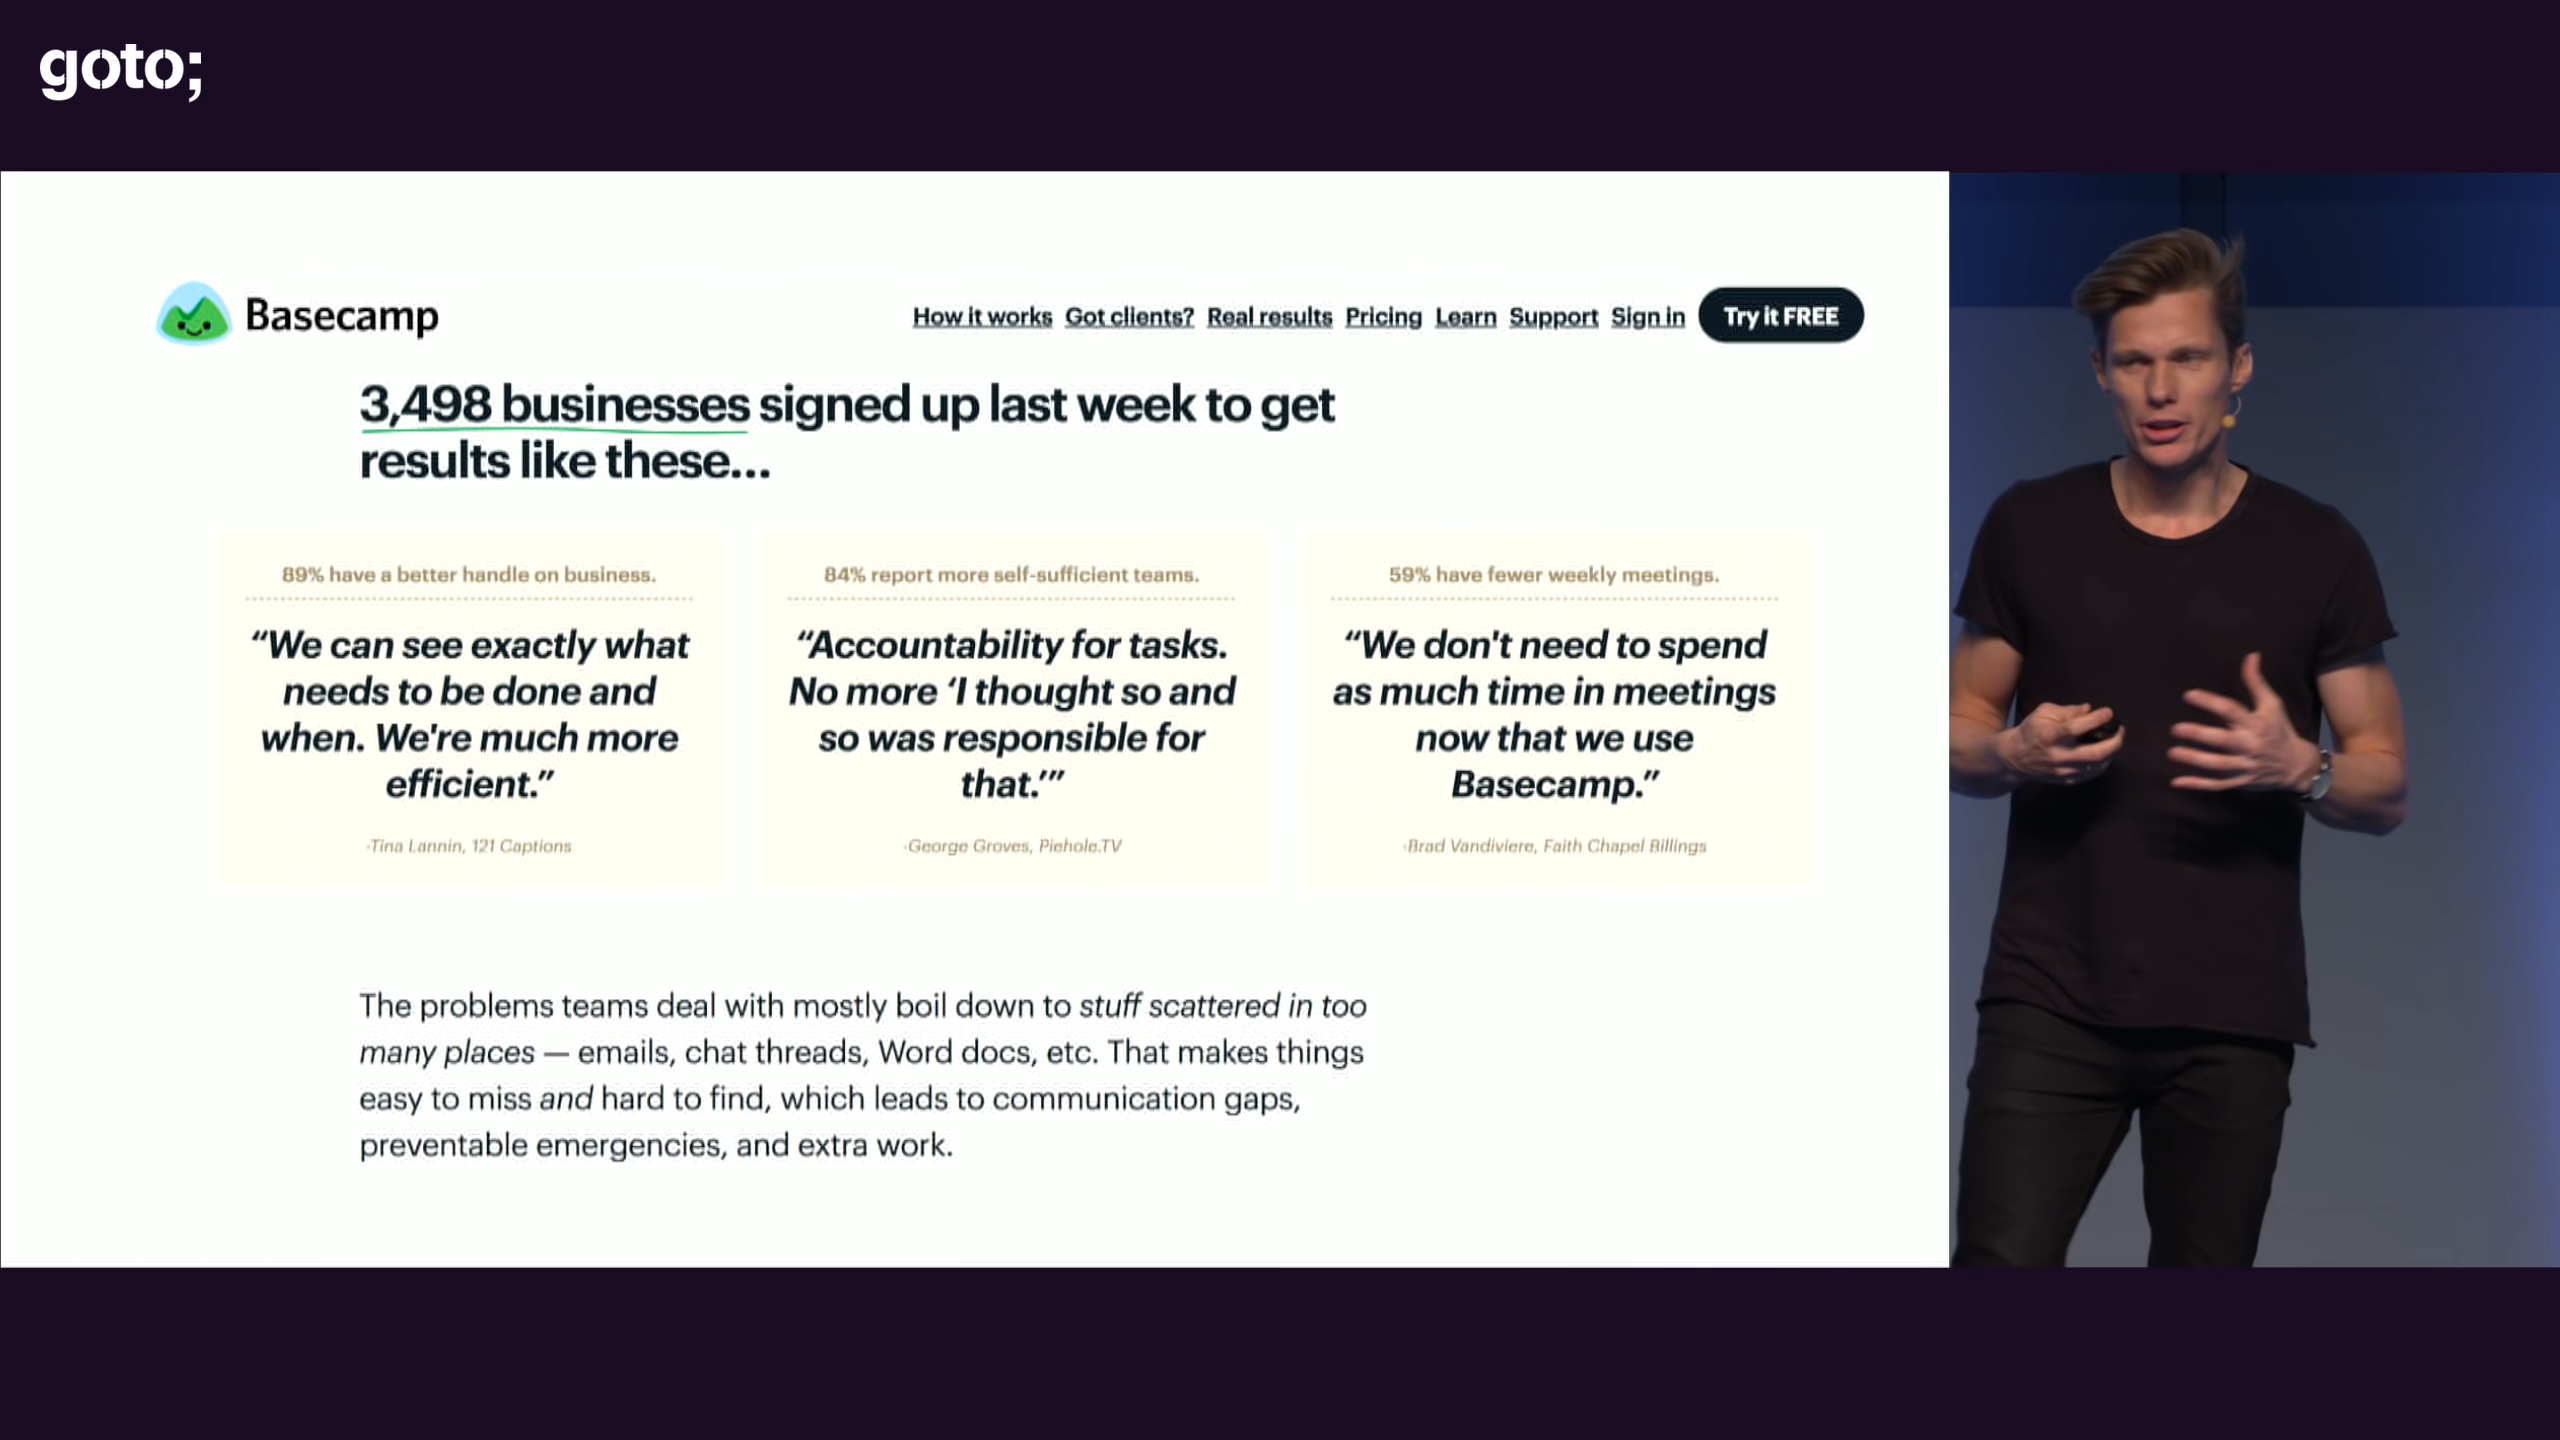 goto;
Basecamp
How it works Got clients? Real results Pricing Learn Support Sign in Try it FREE
3,498 businesses signed up last week to get
results like these...
89% have a better handle on business.
“We can see exactly what
needs to be done and
when. We're much more
efficient.”
-Tina Lannin, 121 Captions
84% report more self-sufficient teams.
“Accountability for tasks.
No more ‘I thought so and
so was responsible for
that.’”
-George Groves, Piehole.TV
59% have fewer weekly meetings.
“We don't need to spend
as much time in meetings
now that we use
Basecamp.”
-Brad Vandiviere, Faith Chapel Billings
The problems teams deal with mostly boil down to stuff scattered in too
many places — emails, chat threads, Word docs, etc. That makes things
easy to miss and hard to find, which leads to communication gaps,
preventable emergencies, and extra work.